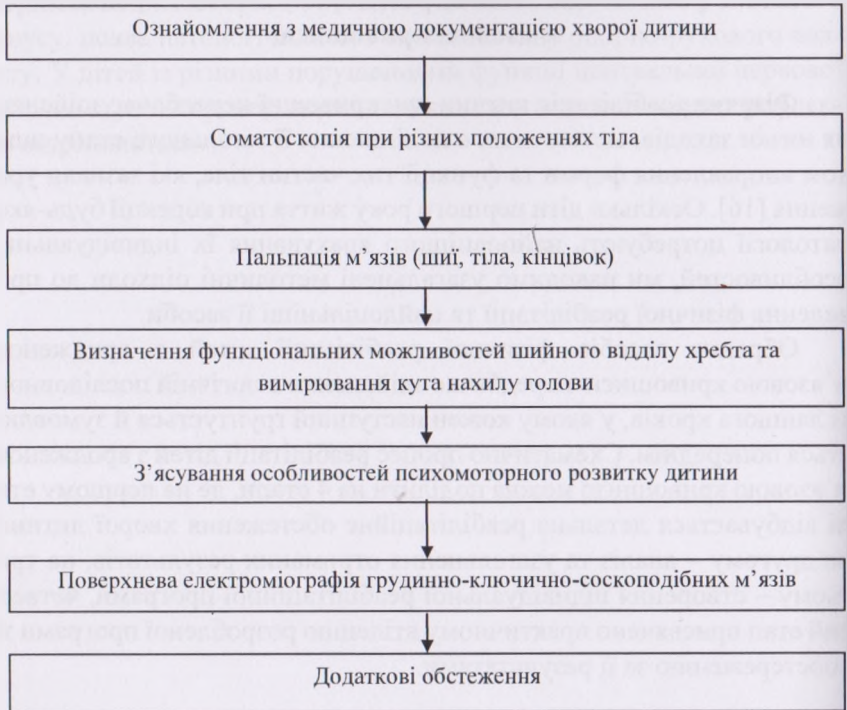 Ознайомлення з медичною документацією хворої дитини
Соматоскопія при різних положеннях тіла
Пальпація м’язів (шиї, тіла, кінцівок)
Визначення функціональних можливостей шийного відділу хребта та
вимірювання кута нахилу голови
З’ясування особливостей психомоторного розвитку дитини
Поверхнева електроміографія грудинно-ключично-соскоподібних м’язів
Додаткові обстеження